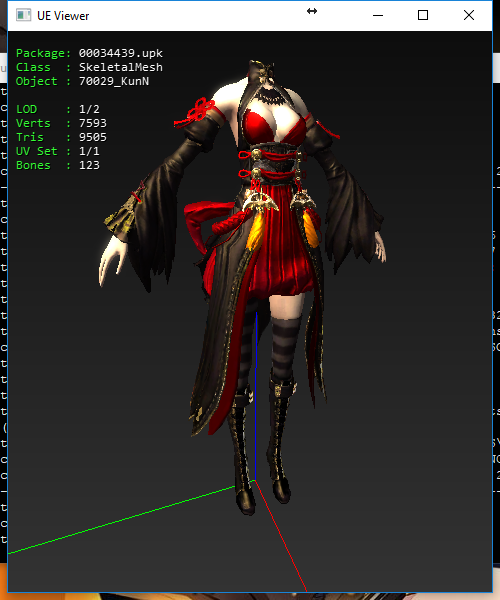 UE Viewer
Package: 00034439.upk
Class  : SkeletalMesh
Object : 70029_KunN
LOD    : 1/2
Verts  : 7593
Tris   : 9505
UV Set : 1/1
Bones  : 123